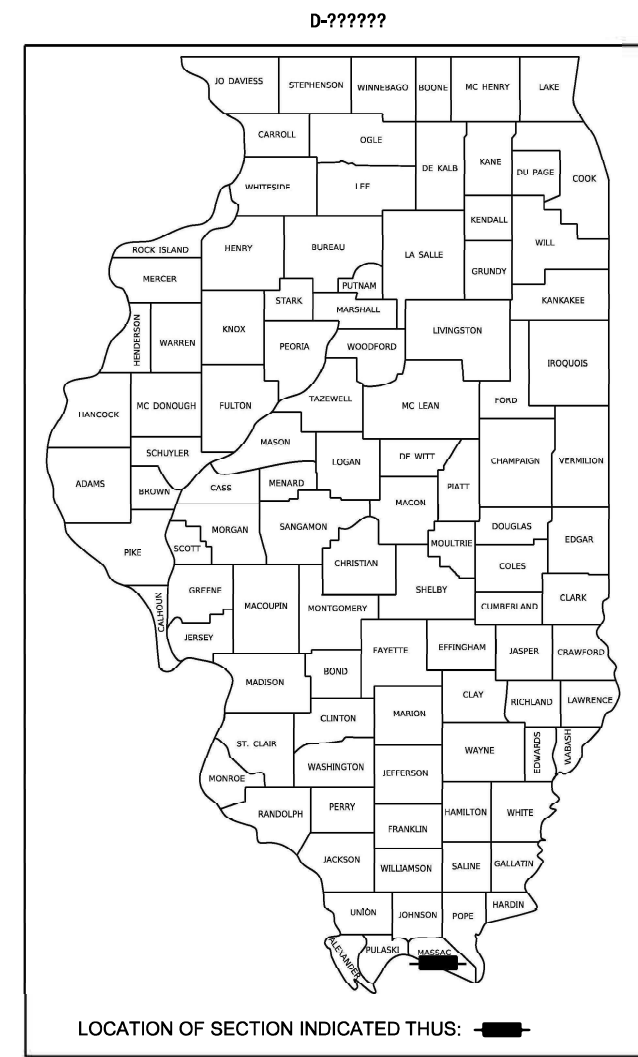 D-??????
JO DAVIESS
STEPHENSON
WINNEBAGO
BOONE
MC HENRY
LAKE
CARROLL
OGLE
DE KALB
KANE
DU PAGE
COOK
WHITESIDE
LEE
KENDALL
ROCK ISLAND
HENRY
BUREAU
LA SALLE
GRUNDY
WILL
MERCER
PUTNAM
STARK
MARSHALL
KANKAKEE
HENDERSON
WARREN
KNOX
PEORIA
WOODFORD
LIVINGSTON
IROQUOIS
HANCOCK
MC DONOUGH
FULTON
TAZEWELL
MC LEAN
FORD
SCHUYLER
MASON
LOGAN
DE WITT
CHAMPAIGN
VERMILION
ADAMS
BROWN
CASS
MENARD
PIATT
MACON
PIKE
SCOTT
MORGAN
SANGAMON
CHRISTIAN
MOULTRIE
DOUGLAS
EDGAR
COLES
CALHOUN
GREENE
MACOUPIN
MONTGOMERY
SHELBY
CUMBERLAND
CLARK
JERSEY
FAYETTE
EFFINGHAM
JASPER
CRAWFORD
MADISON
BOND
CLAY
RICHLAND
LAWRENCE
CLINTON
MARION
ST. CLAIR
WASHINGTON
JEFFERSON
WAYNE
EDWARDS
WABASH
MONROE
RANDOLPH
PERRY
HAMILTON
WHITE
FRANKLIN
JACKSON
WILLIAMSON
SALINE
GALLATIN
UNION
JOHNSON
POPE
HARDIN
ALEXANDER
PULASKI
MASSAC
LOCATION OF SECTION INDICATED THUS: